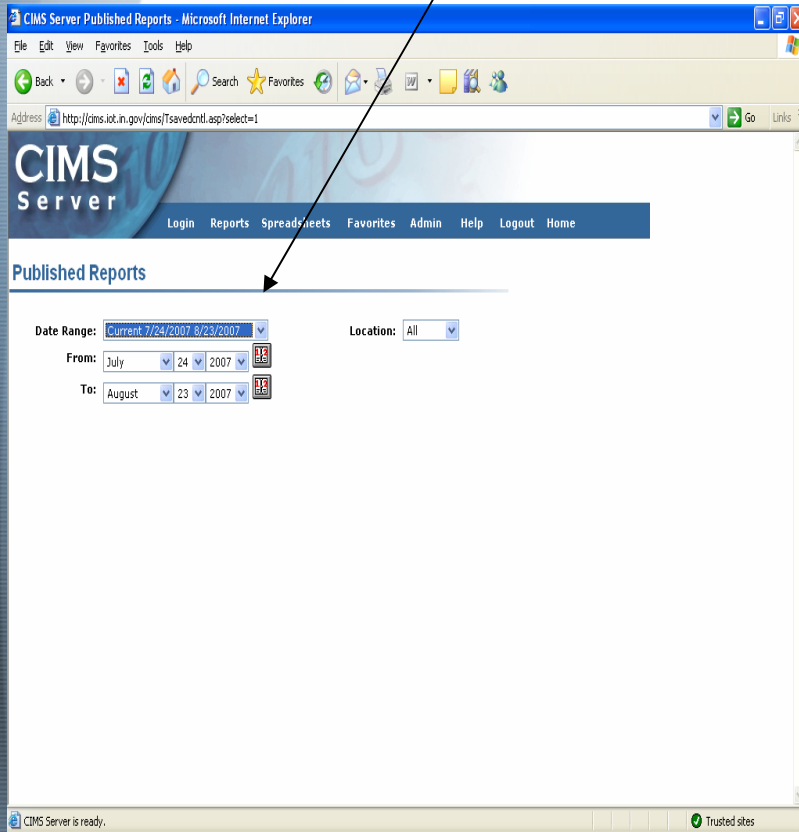 CIMS Server Published Reports - Microsoft Internet Explorer
File Edit View Favorites Tools Help
Back Search Favorites
Address http://cims.iot.in.gov/cims/Tsavedcntl.asp?select=1 Go Links
CIMS
Server
Login Reports Spreadsheets Favorites Admin Help Logout Home
Published Reports
Date Range: Current 7/24/2007 8/23/2007 Location: All
From: July 24 2007
To: August 23 2007
CIMS Server is ready. Trusted sites